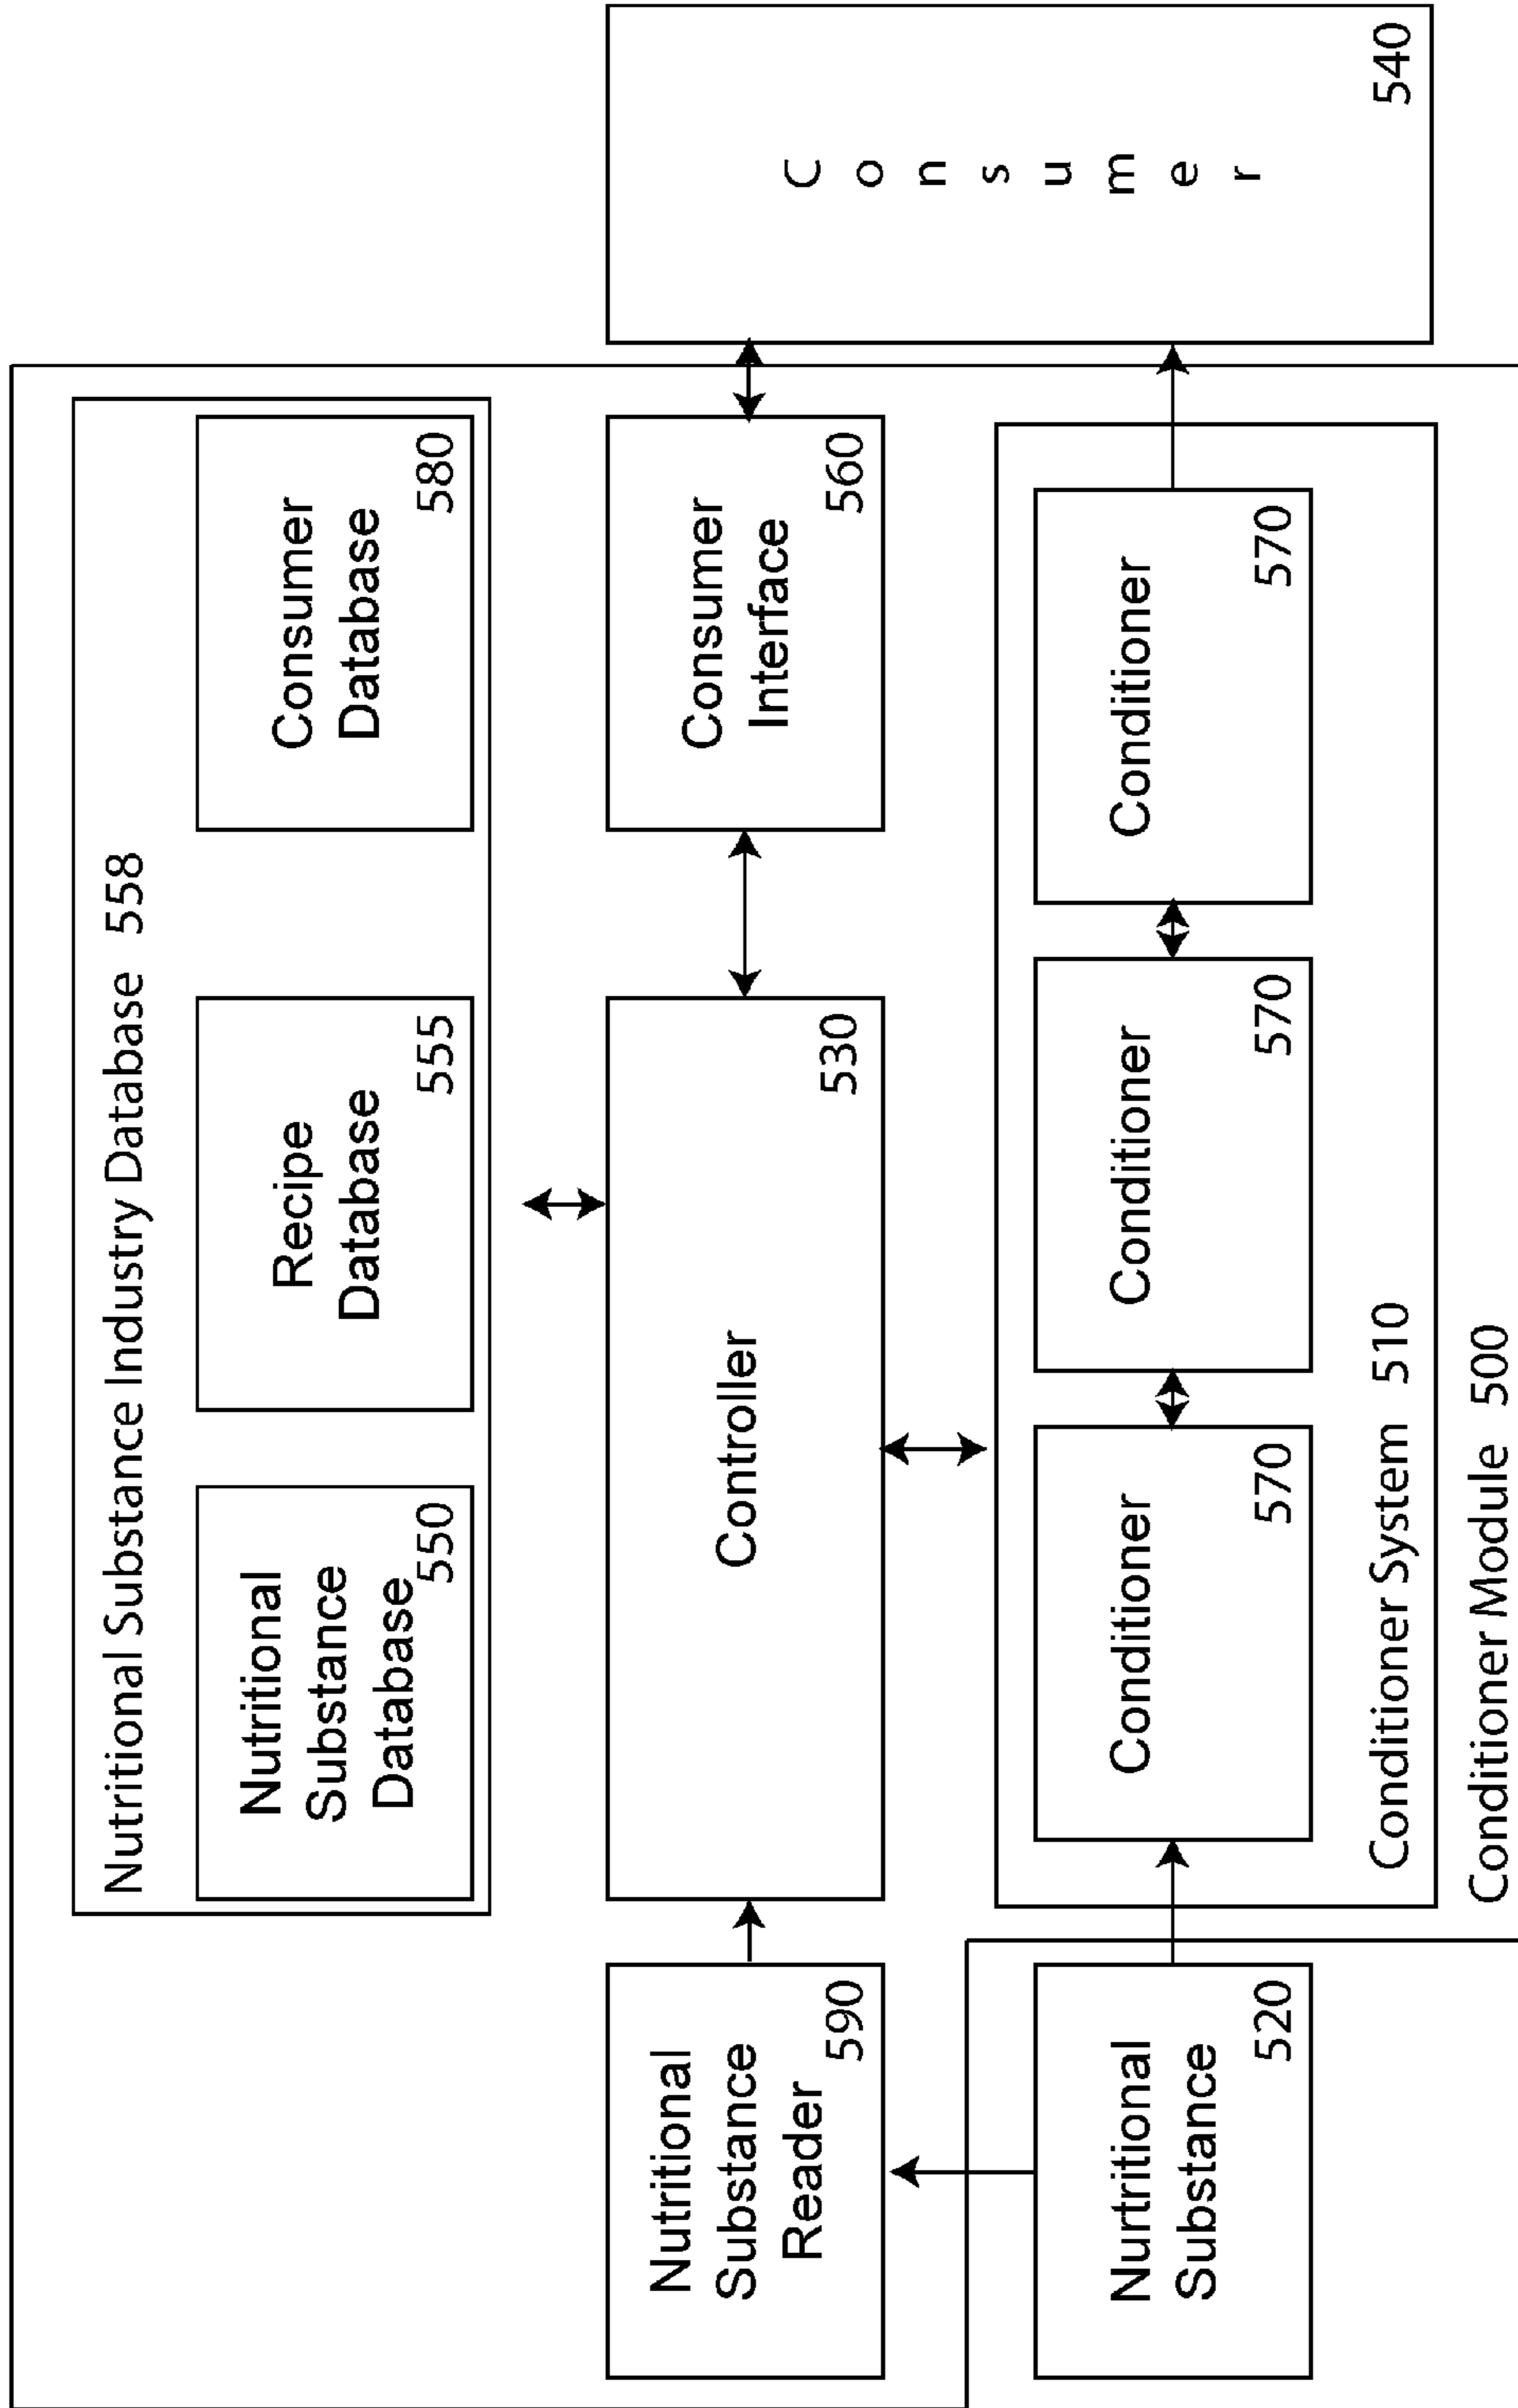 Nutritional Substance Industry Database 558
Nutritional
Substance
Database
550
Recipe
Database
555
Consumer
Database
580
Nutritional
Substance
Reader
590
Controller
530
Consumer
Interface
560
Consumer
540
Nurtritional
Substance
520
Conditioner
570
Conditioner
570
Conditioner
570
Conditioner System 510
Conditioner Module 500